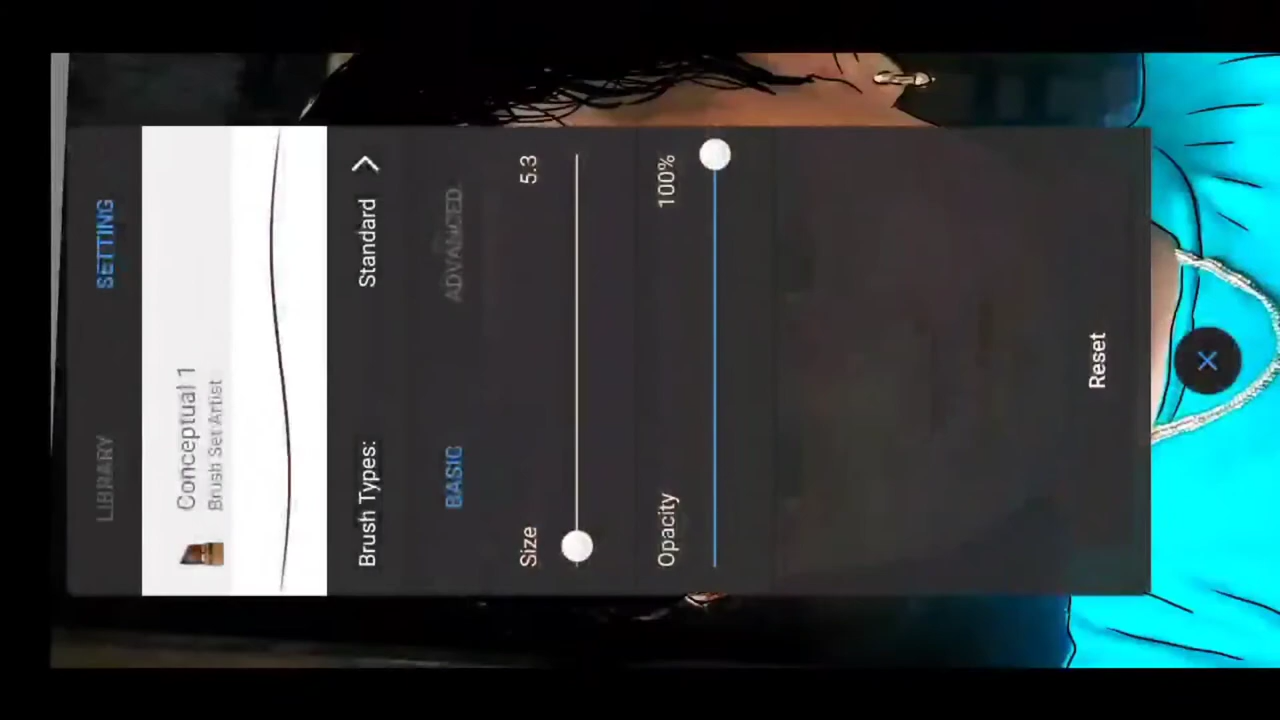 LIBRARY SETTING
Conceptual 1
Brush Set Artist
Brush Types: Standard >
BASIC ADVANCED
Size 5.3
Opacity 100%
Reset